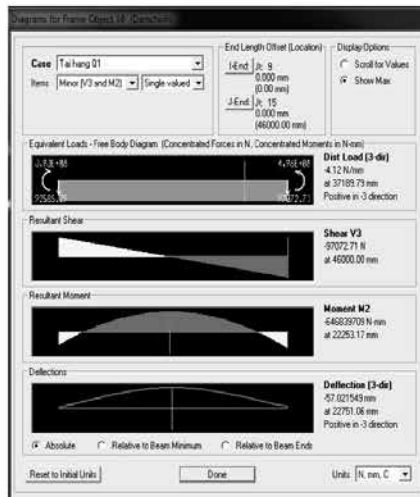 Diagrams for Frame Object 10 (Damchinh)
Case Tai hang 01
Items Minor (V3 and M2) Single valued
End Length Offset (Location)
I-End: Jt: 9
0.000 mm
(0.00 mm)
J-End: Jt: 15
0.000 mm
(46000.00 mm)
Display Options
Scroll for Values
Show Max
Equivalent Loads - Free Body Diagram (Concentrated Forces in N, Concentrated Moments in N-mm)
97072.71
Dist Load (3-dir)
-4.12 N/mm
at 37189.79 mm
Positive in -3 direction
Resultant Shear
Shear V3
-97072.71 N
at 46000.00 mm
Resultant Moment
Moment M2
-646839709 N-mm
at 22253.17 mm
Deflections
Deflection (3-dir)
-57.021549 mm
at 22751.06 mm
Positive in -3 direction
Absolute Relative to Beam Minimum Relative to Beam Ends
Reset to Initial Units Done Units N, mm, C